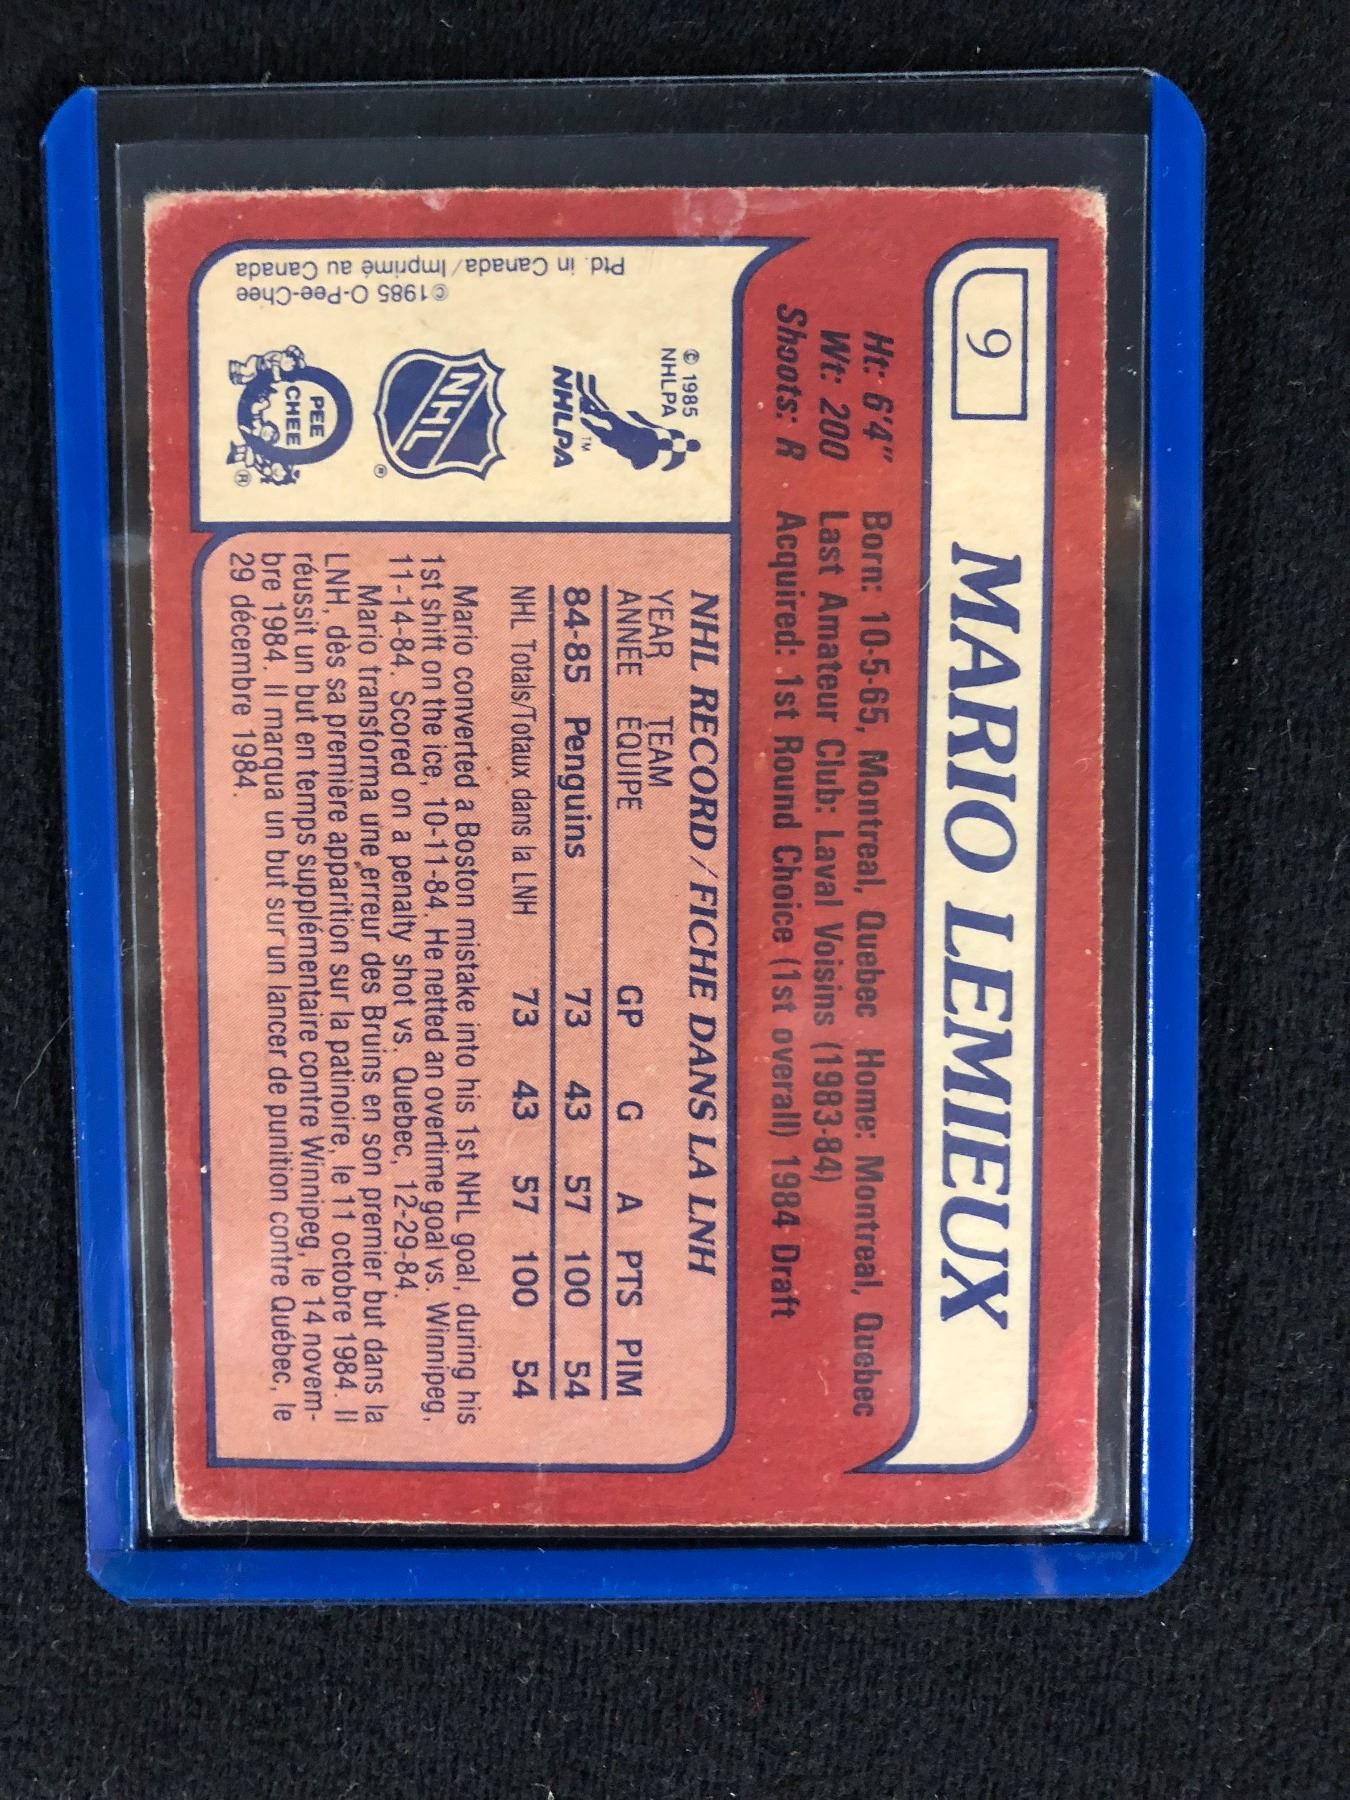 9
MARIO LEMIEUX
Ht: 6'4" Born: 10-5-65, Montreal, Quebec Home: Montreal, Quebec
Wt: 200 Last Amateur Club: Laval Voisins (1983-84)
Shoots: R Acquired: 1st Round Choice (1st overall) 1984 Draft
© 1985
NHLPA
NHLPA™
NHL
®
O
PEE
CHEE
®
©1985 O-Pee-Chee
Ptd. in Canada/Imprimé au Canada
NHL RECORD/FICHE DANS LA LNH
YEAR TEAM
ANNÉE ÉQUIPE GP G A PTS PIM
84-85 Penguins 73 43 57 100 54
NHL Totals/Totaux dans la LNH 73 43 57 100 54
Mario converted a Boston mistake into his 1st NHL goal, during his
1st shift on the ice, 10-11-84. He netted an overtime goal vs. Winnipeg,
11-14-84. Scored on a penalty shot vs. Quebec, 12-29-84.
Mario transforma une erreur des Bruins en son premier but dans la
LNH, dès sa première apparition sur la patinoire, le 11 octobre 1984. Il
réussit un but en temps supplémentaire contre Winnipeg, le 14 novem-
bre 1984. Il marqua un but sur un lancer de punition contre Québec, le
29 décembre 1984.